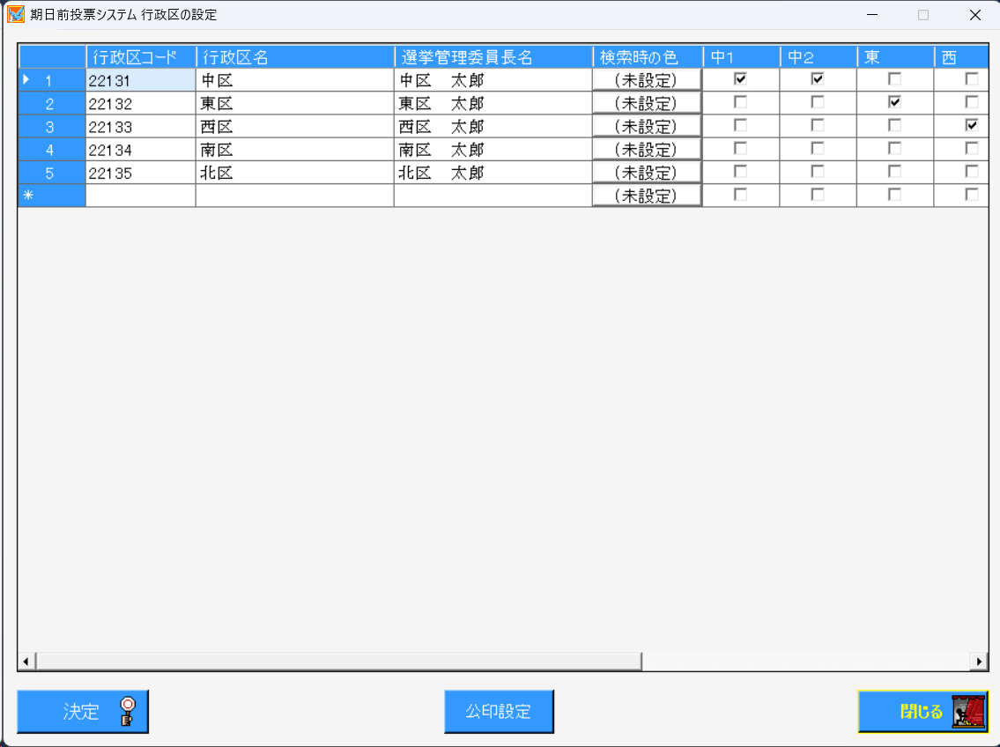 期日前投票システム 行政区の設定
行政区コード 行政区名 選挙管理委員長名 検索時の色 中1 中2 東 西
1 22131 中区 中区　太郎 (未設定)
2 22132 東区 東区　太郎 (未設定)
3 22133 西区 西区　太郎 (未設定)
4 22134 南区 南区　太郎 (未設定)
5 22135 北区 北区　太郎 (未設定)
* (未設定)
決定 公印設定 閉じる